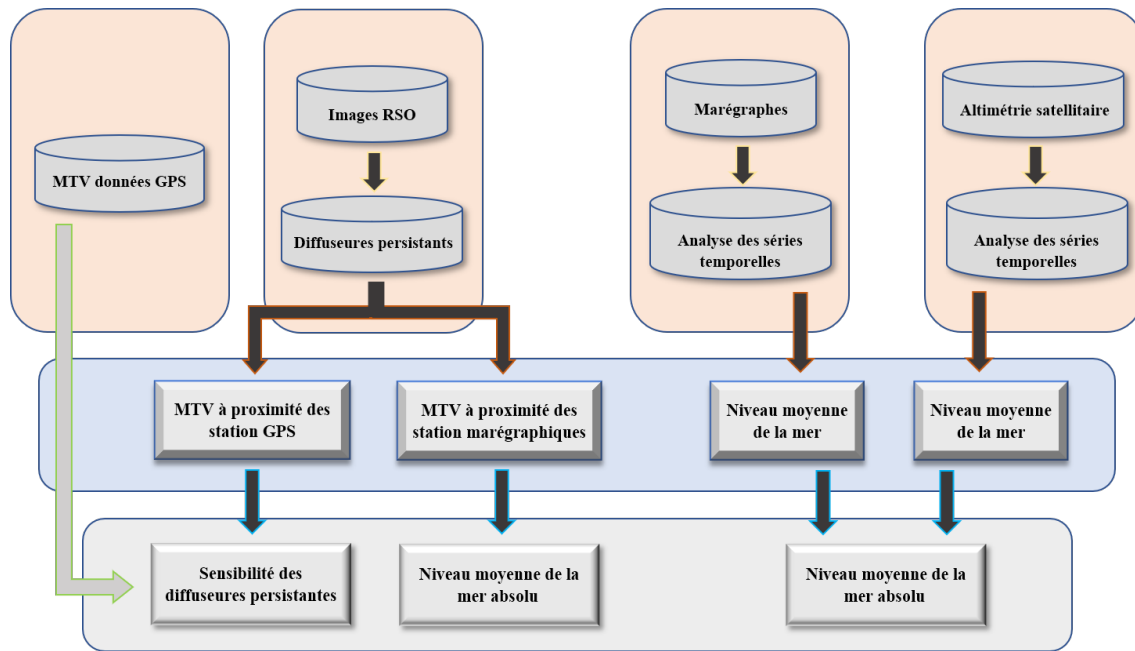 Images RSO
Marégraphes
Altimétrie satellitaire
MTV données GPS
Diffuseures persistants
Analyse des séries
temporelles
Analyse des séries
temporelles
MTV à proximité des
station GPS
MTV à proximité des
station marégraphiques
Niveau moyenne
de la mer
Niveau moyenne
de la mer
Sensibilité des
diffuseures persistantes
Niveau moyenne de la
mer absolu
Niveau moyenne de la
mer absolu